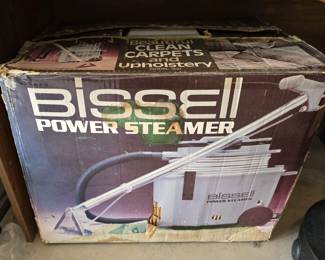 CLEAN
CARPETS
and
upholstery
BISSELL
POWER STEAMER
BISSELL
POWER STEAMER